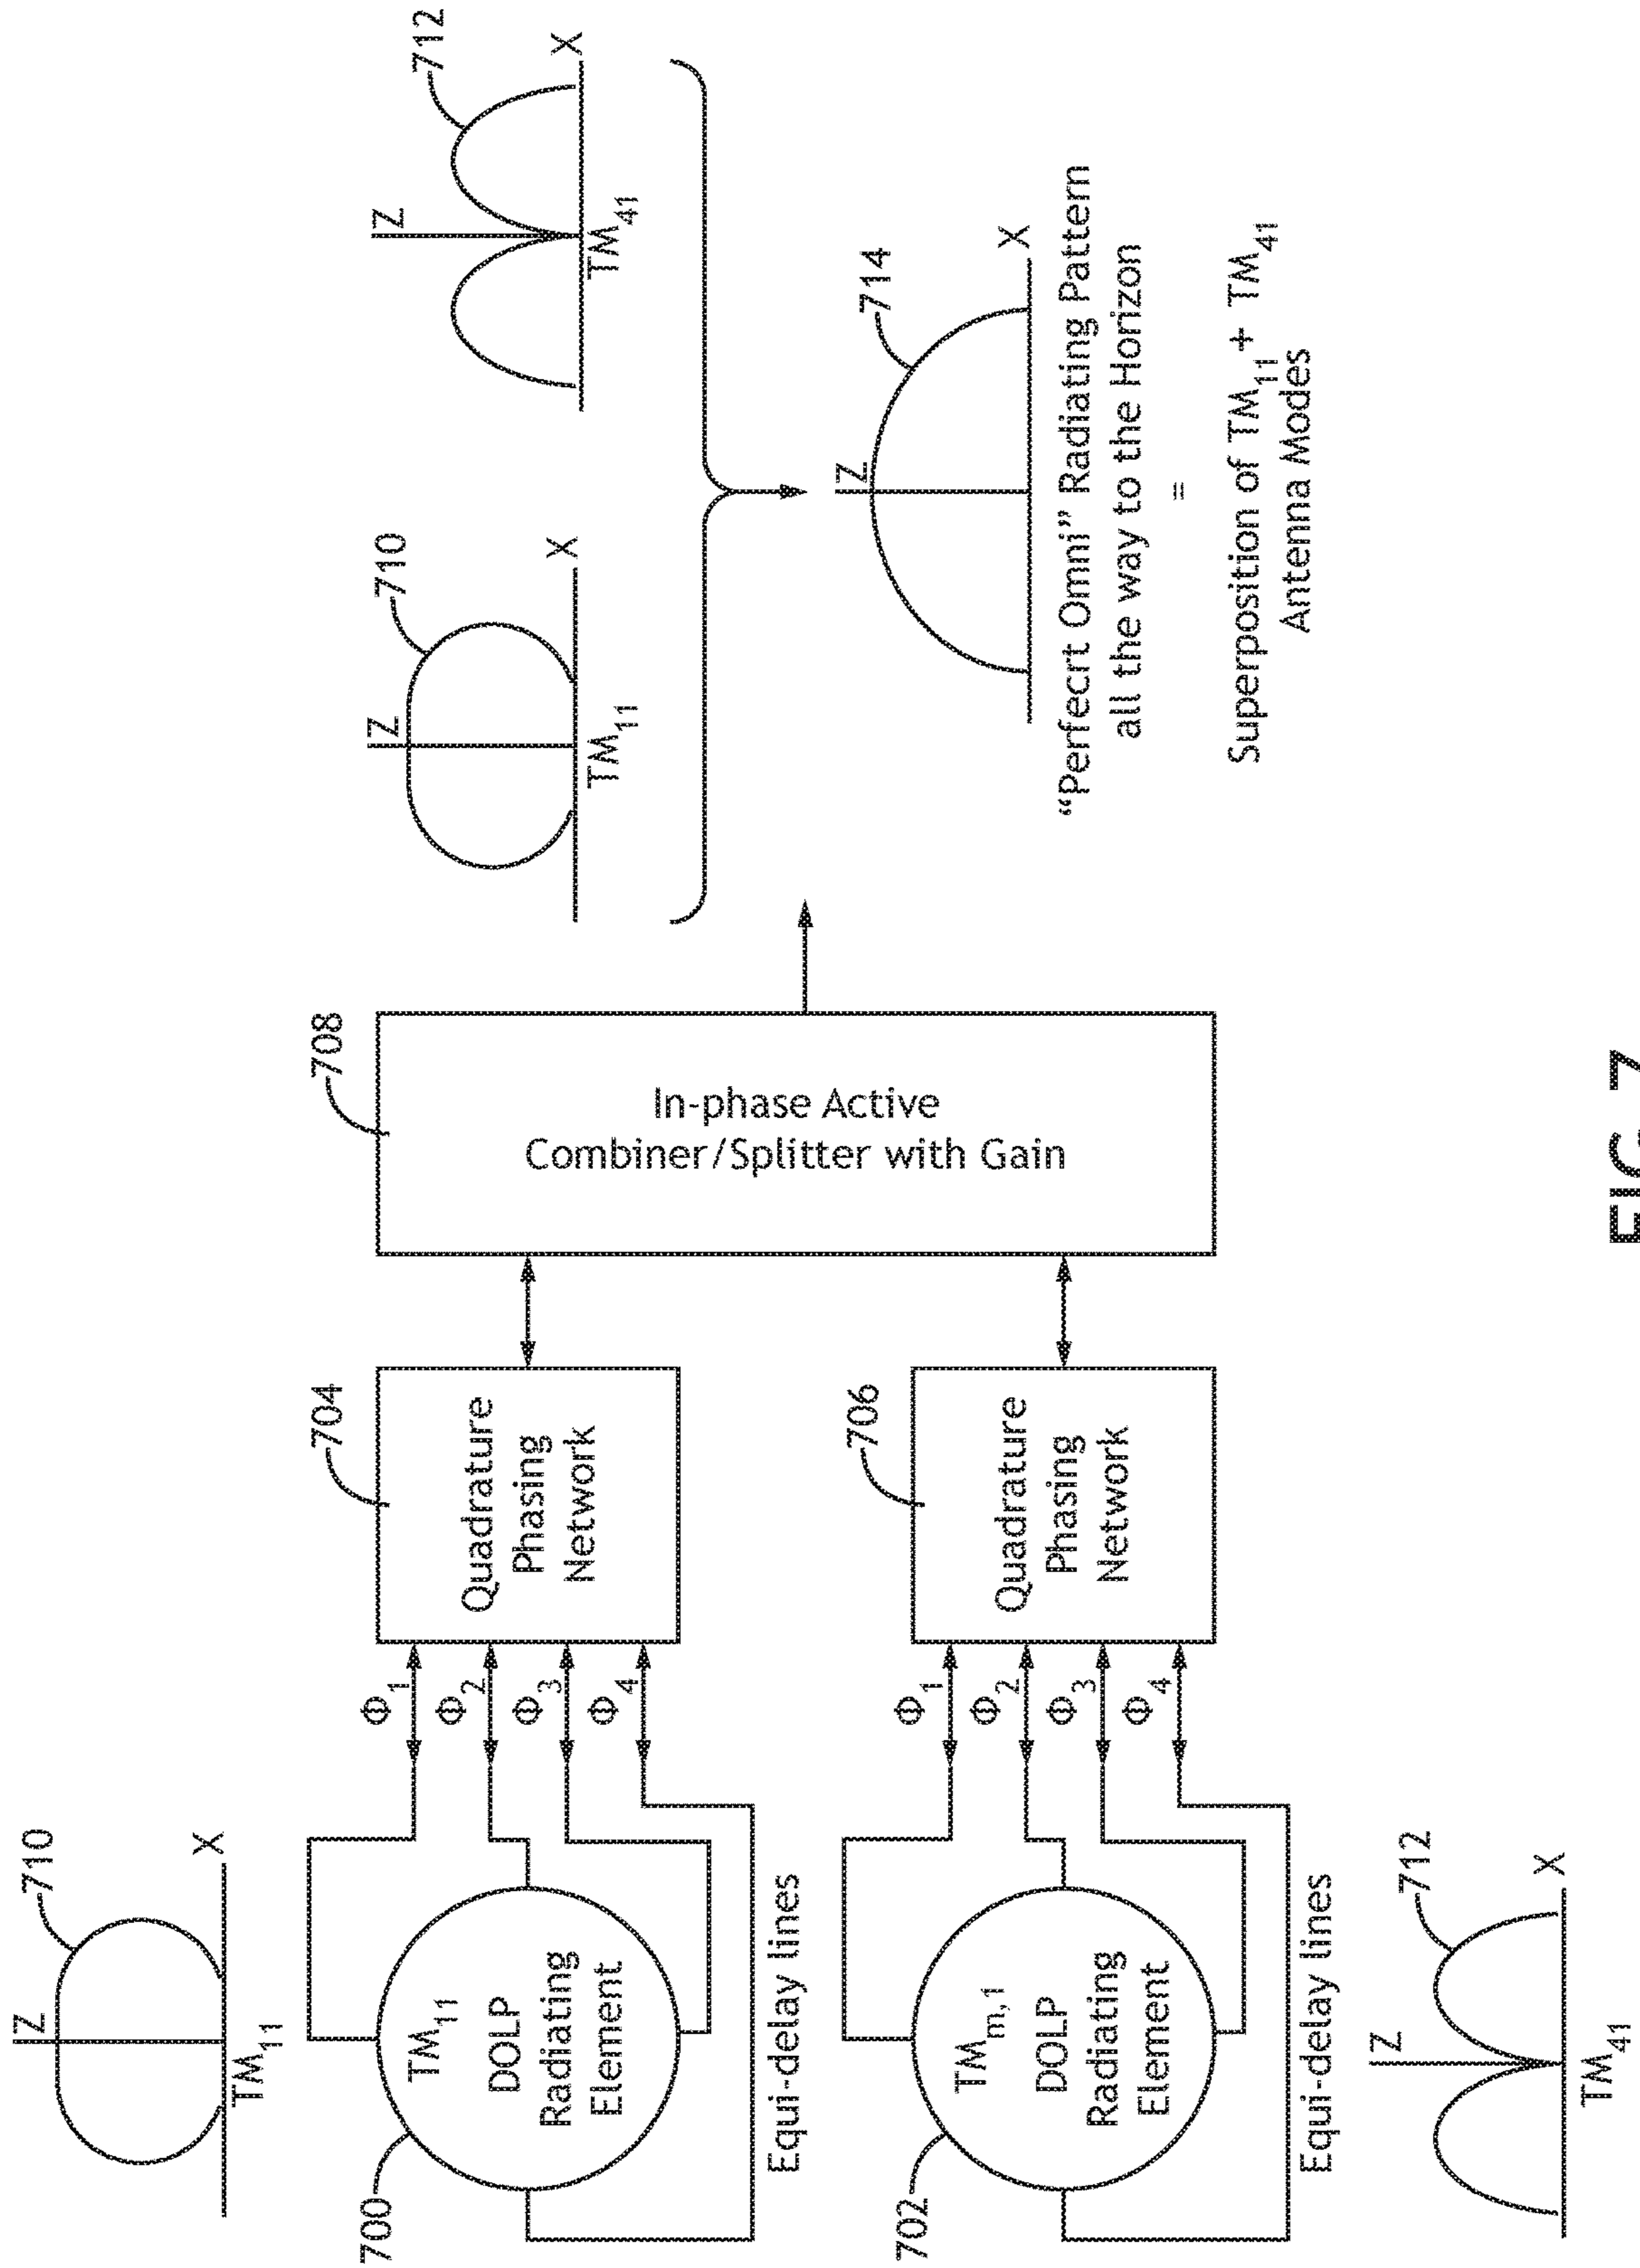 710
Z
X
TM11
700
TM11
DOLP
Radiating
Element
Φ1
Φ2
Φ3
Φ4
Equi-delay lines
704
Quadrature
Phasing
Network
702
TMm,1
DOLP
Radiating
Element
Φ1
Φ2
Φ3
Φ4
Equi-delay lines
706
Quadrature
Phasing
Network
712
Z
X
TM41
708
In-phase Active
Combiner/Splitter with Gain
710
Z
X
TM11
712
Z
X
TM41
714
Z
X
“Perfecrt Omni” Radiating Pattern
all the way to the Horizon
=
Superposition of TM11 + TM41
Antenna Modes
FIG. 7